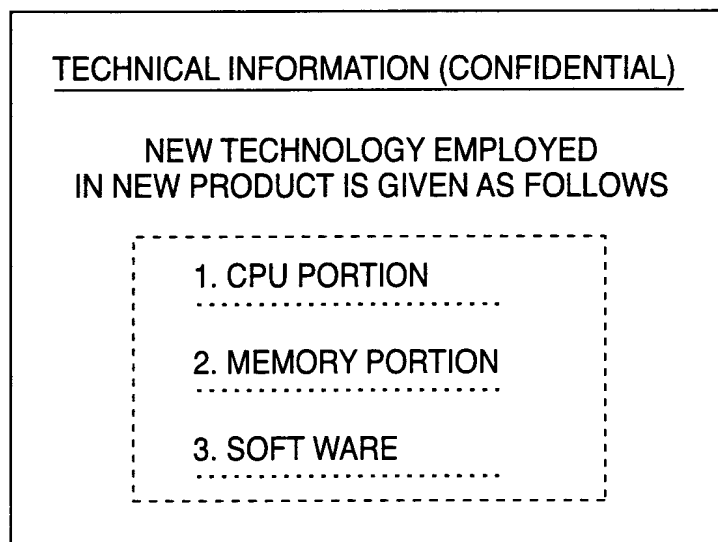 TECHNICAL INFORMATION (CONFIDENTIAL)
NEW TECHNOLOGY EMPLOYED
IN NEW PRODUCT IS GIVEN AS FOLLOWS
1. CPU PORTION
2. MEMORY PORTION
3. SOFT WARE